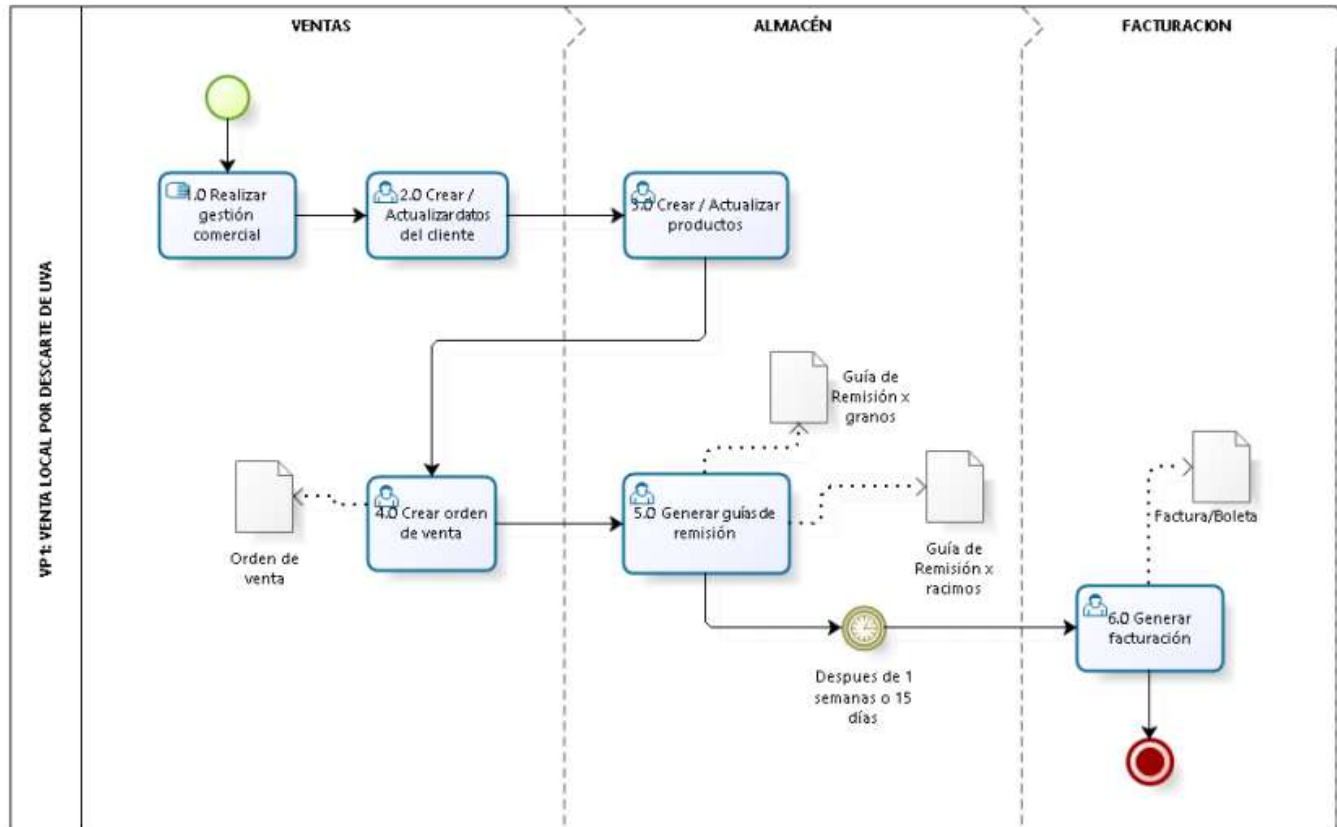 VENTAS
ALMACÉN
FACTURACION
VP1: VENTA LOCAL POR DESCARTE DE UVA
1.0 Realizar
gestión
comercial
2.0 Crear /
Actualizar datos
del cliente
3.0 Crear / Actualizar
productos
Guía de
Remisión x
granos
Orden de
venta
4.0 Crear orden
de venta
5.0 Generar guías de
remisión
Guía de
Remisión x
racimos
Factura/Boleta
6.0 Generar
facturación
Despues de 1
semanas o 15
días